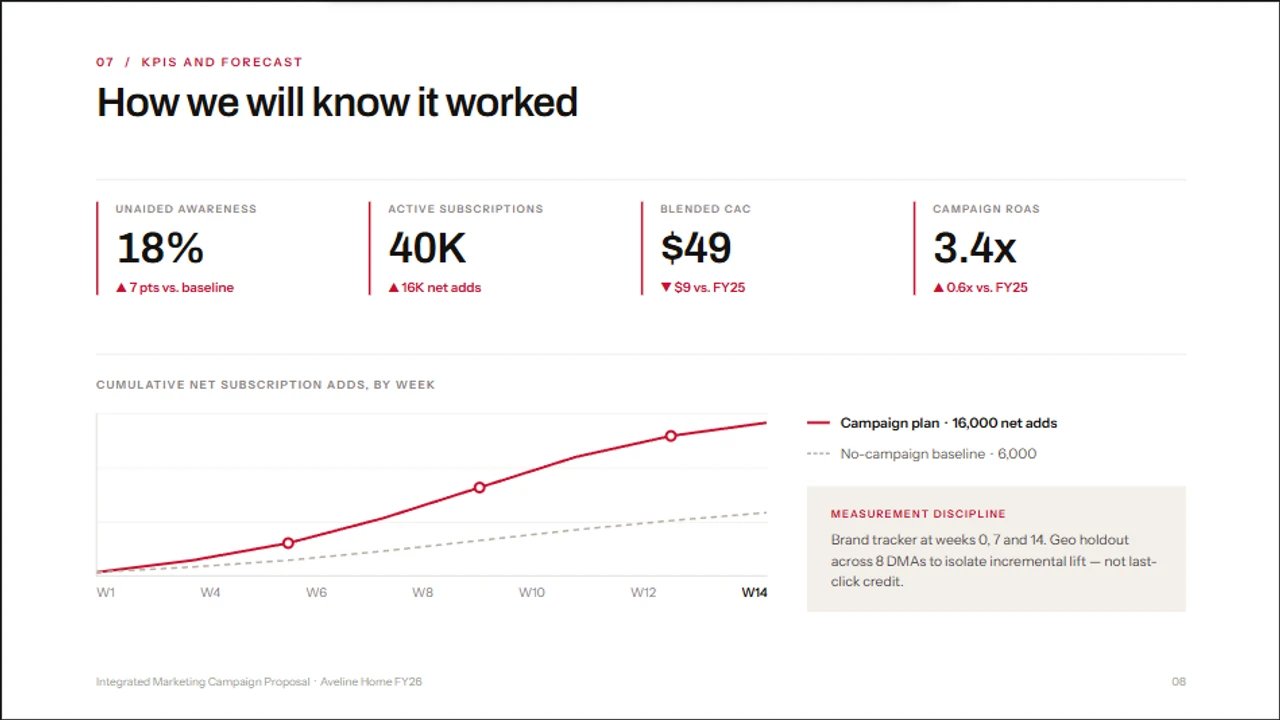 07 / KPIS AND FORECAST
How we will know it worked
UNAIDED AWARENESS
18%
▲ 7 pts vs. baseline
ACTIVE SUBSCRIPTIONS
40K
▲ 16K net adds
BLENDED CAC
$49
▼ $9 vs. FY25
CAMPAIGN ROAS
3.4x
▲ 0.6x vs. FY25
CUMULATIVE NET SUBSCRIPTION ADDS, BY WEEK
W1 W4 W6 W8 W10 W12 W14
Campaign plan · 16,000 net adds
No-campaign baseline · 6,000
MEASUREMENT DISCIPLINE
Brand tracker at weeks 0, 7 and 14. Geo holdout
across 8 DMAs to isolate incremental lift — not last-
click credit.
Integrated Marketing Campaign Proposal · Aveline Home FY26
08